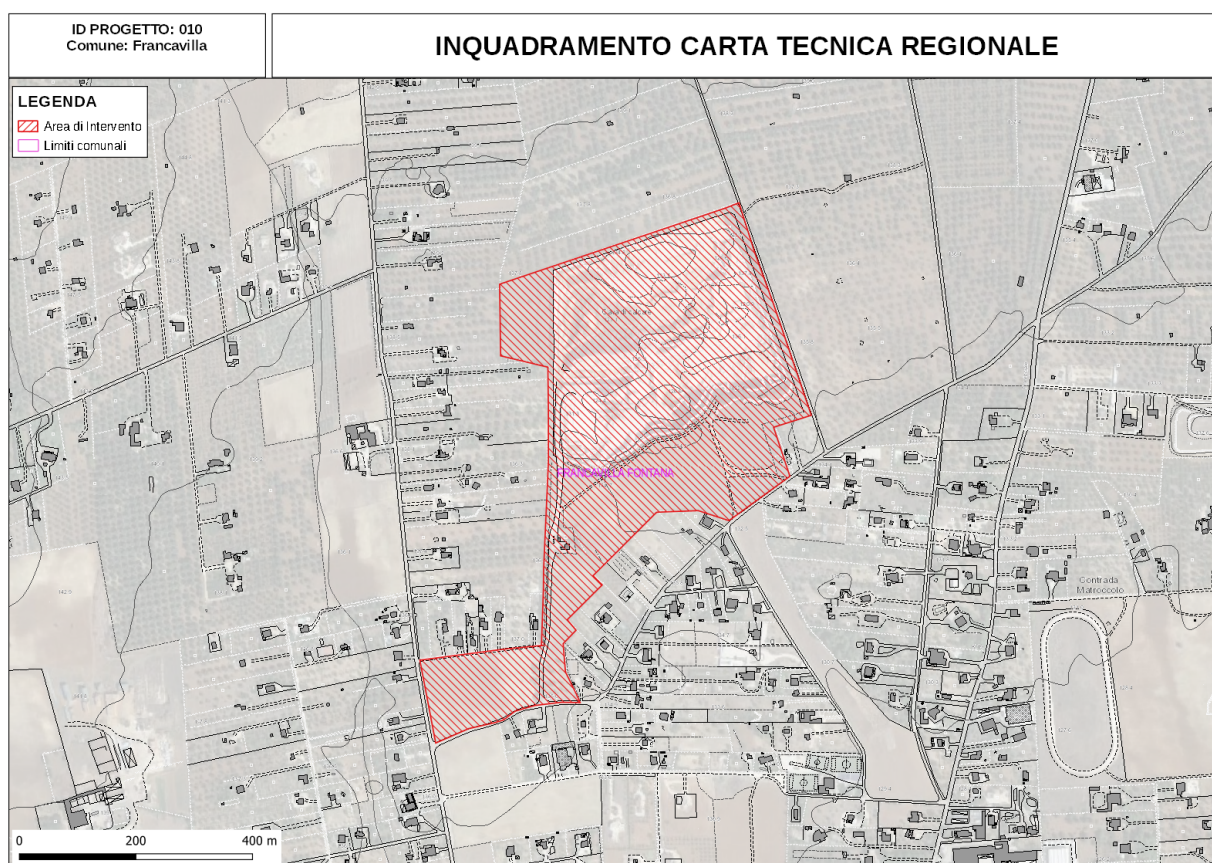 ID PROGETTO: 010
Comune: Francavilla
INQUADRAMENTO CARTA TECNICA REGIONALE
LEGENDA
Area di Intervento
Limiti comunali
FRANCAVILLA FONTANA
Contrada
Matroccolo
0 200 400 m